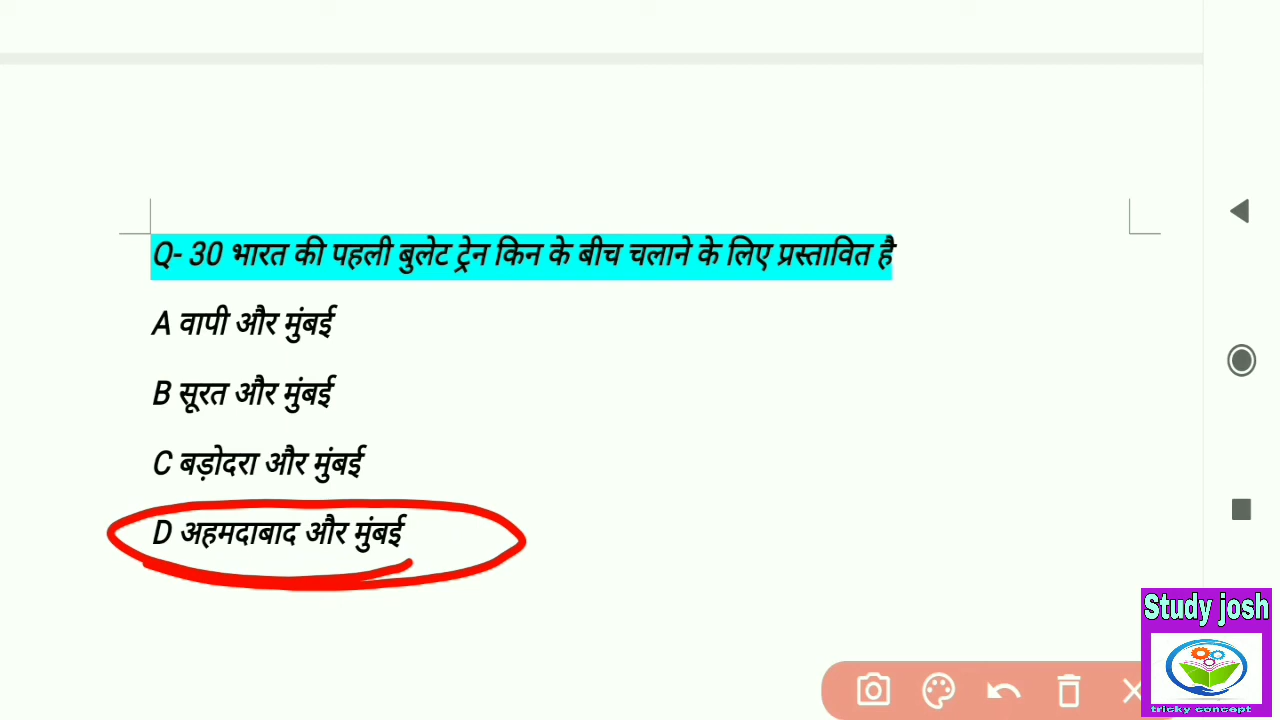 Q- 30 भारत की पहली बुलेट ट्रेन किन के बीच चलाने के लिए प्रस्तावित है
A वापी और मुंबई
B सूरत और मुंबई
C बड़ोदरा और मुंबई
D अहमदाबाद और मुंबई
Study josh
tricky concept